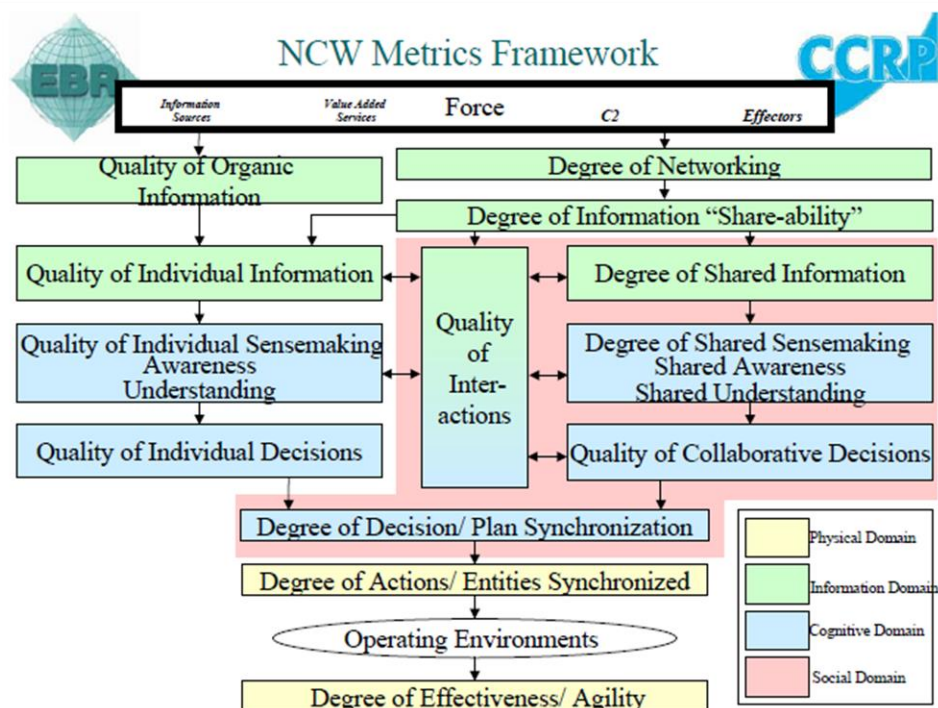 NCW Metrics Framework
EBR
CCRP
Information
Sources
Value Added
Services
Force
C2
Effectors
Quality of Organic
Information
Degree of Networking
Degree of Information “Share-ability”
Quality of Individual Information
Degree of Shared Information
Quality
of
Inter-
actions
Quality of Individual Sensemaking
Awareness
Understanding
Degree of Shared Sensemaking
Shared Awareness
Shared Understanding
Quality of Individual Decisions
Quality of Collaborative Decisions
Degree of Decision/ Plan Synchronization
Degree of Actions/ Entities Synchronized
Operating Environments
Degree of Effectiveness/ Agility
Physical Domain
Information Domain
Cognitive Domain
Social Domain